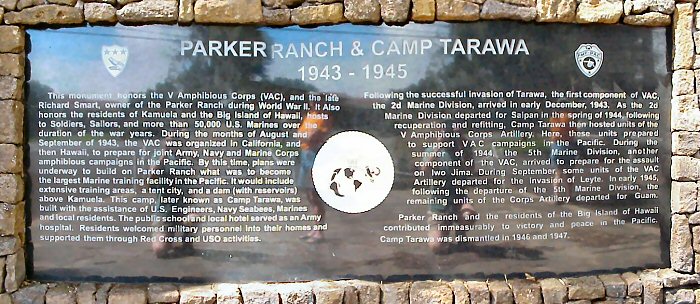 PARKER RANCH & CAMP TARAWA
1943 - 1945
This monument honors the V Amphibious Corps (VAC), and the late
Richard Smart, owner of the Parker Ranch during World War II. It Also
honors the residents of Kamuela and the Big Island of Hawaii, hosts
to Soldiers, Sailors, and more than 50,000 U.S. Marines over the
duration of the war years. During the months of August and
September of 1943, the VAC was organized in California, and
then Hawaii, to prepare for joint Army, Navy and Marine Corps
amphibious campaigns in the Pacific. By this time, plans were
underway to build on Parker Ranch what was to become
the largest Marine training facility in the Pacific. It would include
extensive training areas, a tent city, and a dam (with reservoirs)
above Kamuela. This camp, later known as Camp Tarawa, was
built with the assistance of U.S. Engineers, Navy Seabees, Marines
and local residents. The public school and local hotel served as an Army
hospital. Residents welcomed military personnel into their homes and
supported them through Red Cross and USO activities.
Following the successful invasion of Tarawa, the first component of VAC,
the 2d Marine Division, arrived in early December, 1943. As the 2d
Marine Division departed for Saipan in the spring of 1944, following
recuperation and refitting, Camp Tarawa then hosted units of the
V Amphibious Corps Artillery. Here, these units prepared
to support VAC campaigns in the Pacific. During the
summer of 1944, the 5th Marine Division, another
component of the VAC, arrived to prepare for the assault
on Iwo Jima. During September, some units of the VAC
Artillery departed for the invasion of Leyte. In early 1945,
following the departure of the 5th Marine Division, the
remaining units of the Corps Artillery departed for Guam.
Parker Ranch and the residents of the Big Island of Hawaii
contributed immeasurably to victory and peace in the Pacific.
Camp Tarawa was dismantled in 1946 and 1947.